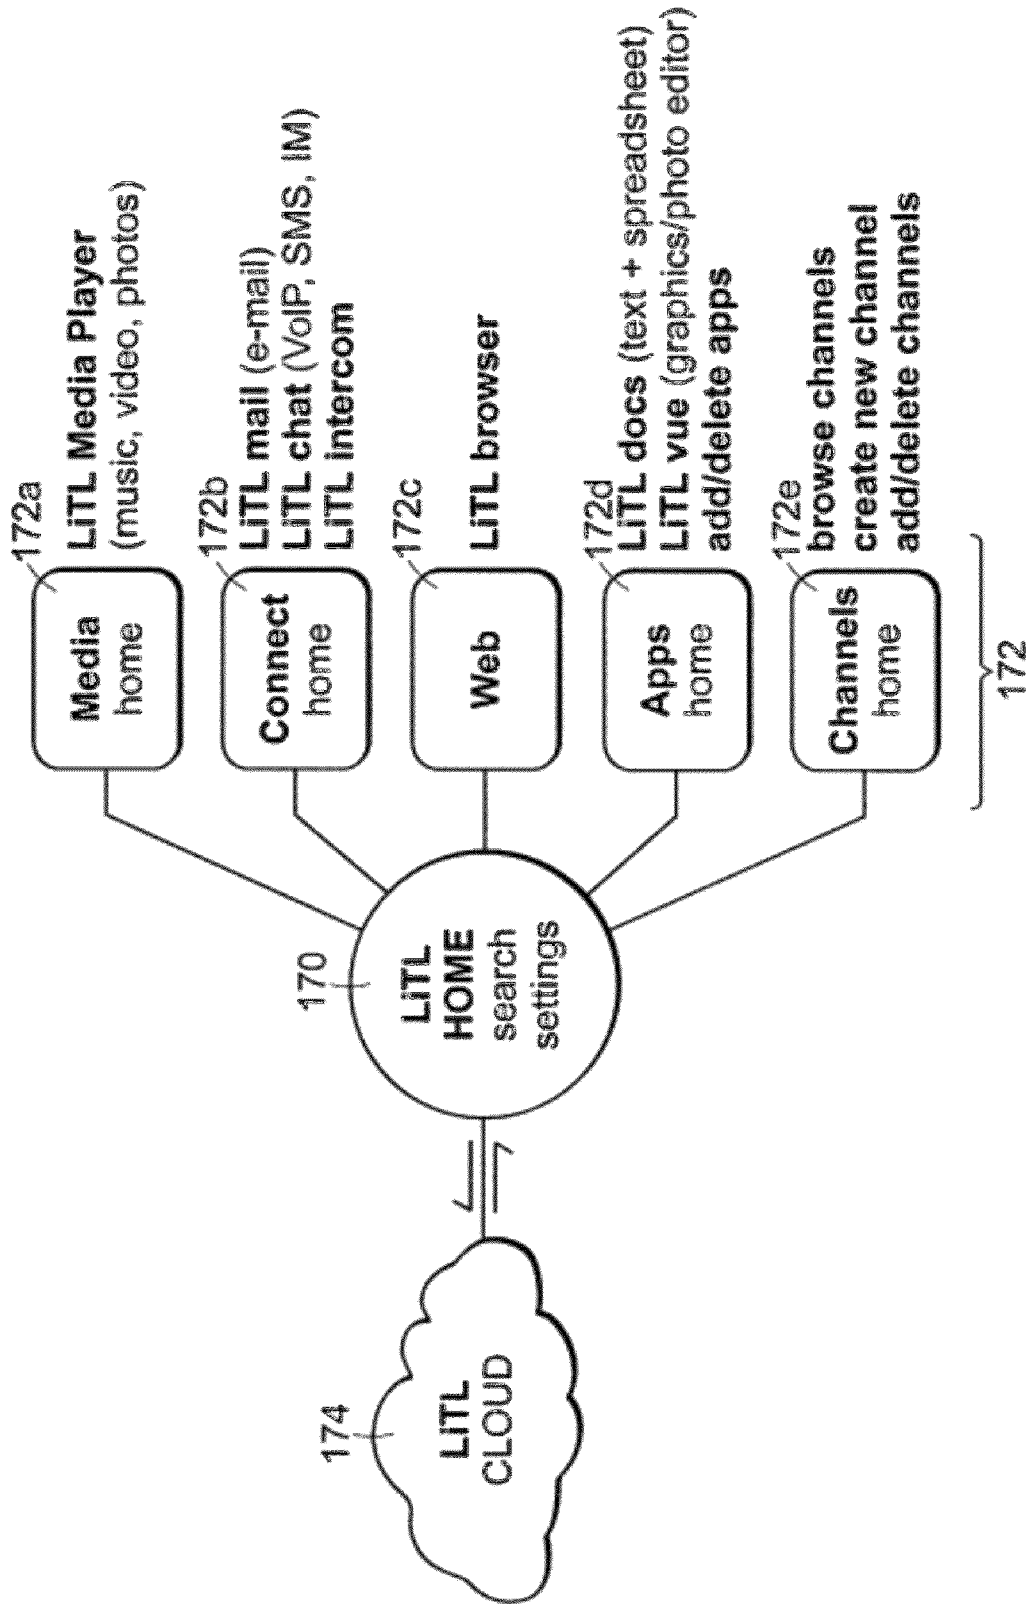 174
LiTL
CLOUD
170
LiTL
HOME
search
settings
172a
Media
home
LiTL Media Player
(music, video, photos)
172b
Connect
home
LiTL mail (e-mail)
LiTL chat (VoIP, SMS, IM)
LiTL intercom
172c
Web
LiTL browser
172d
Apps
home
LiTL docs (text + spreadsheet)
LiTL vue (graphics/photo editor)
add/delete apps
172e
Channels
home
browse channels
create new channel
add/delete channels
172